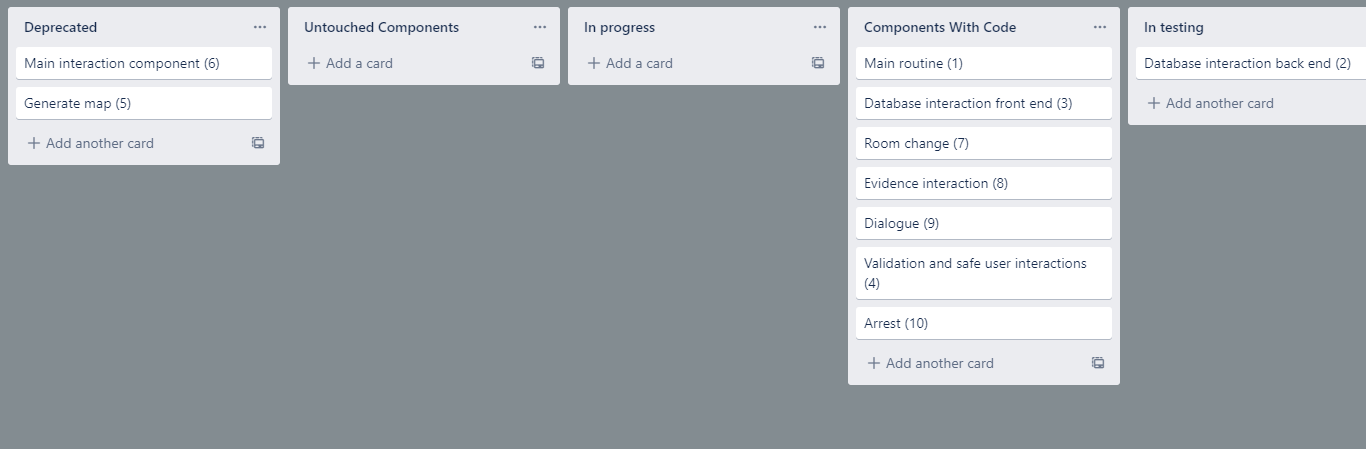 Deprecated
Main interaction component (6)
Generate map (5)
+ Add another card
Untouched Components
+ Add a card
In progress
+ Add a card
Components With Code
Main routine (1)
Database interaction front end (3)
Room change (7)
Evidence interaction (8)
Dialogue (9)
Validation and safe user interactions
(4)
Arrest (10)
+ Add another card
In testing
Database interaction back end (2)
+ Add another card